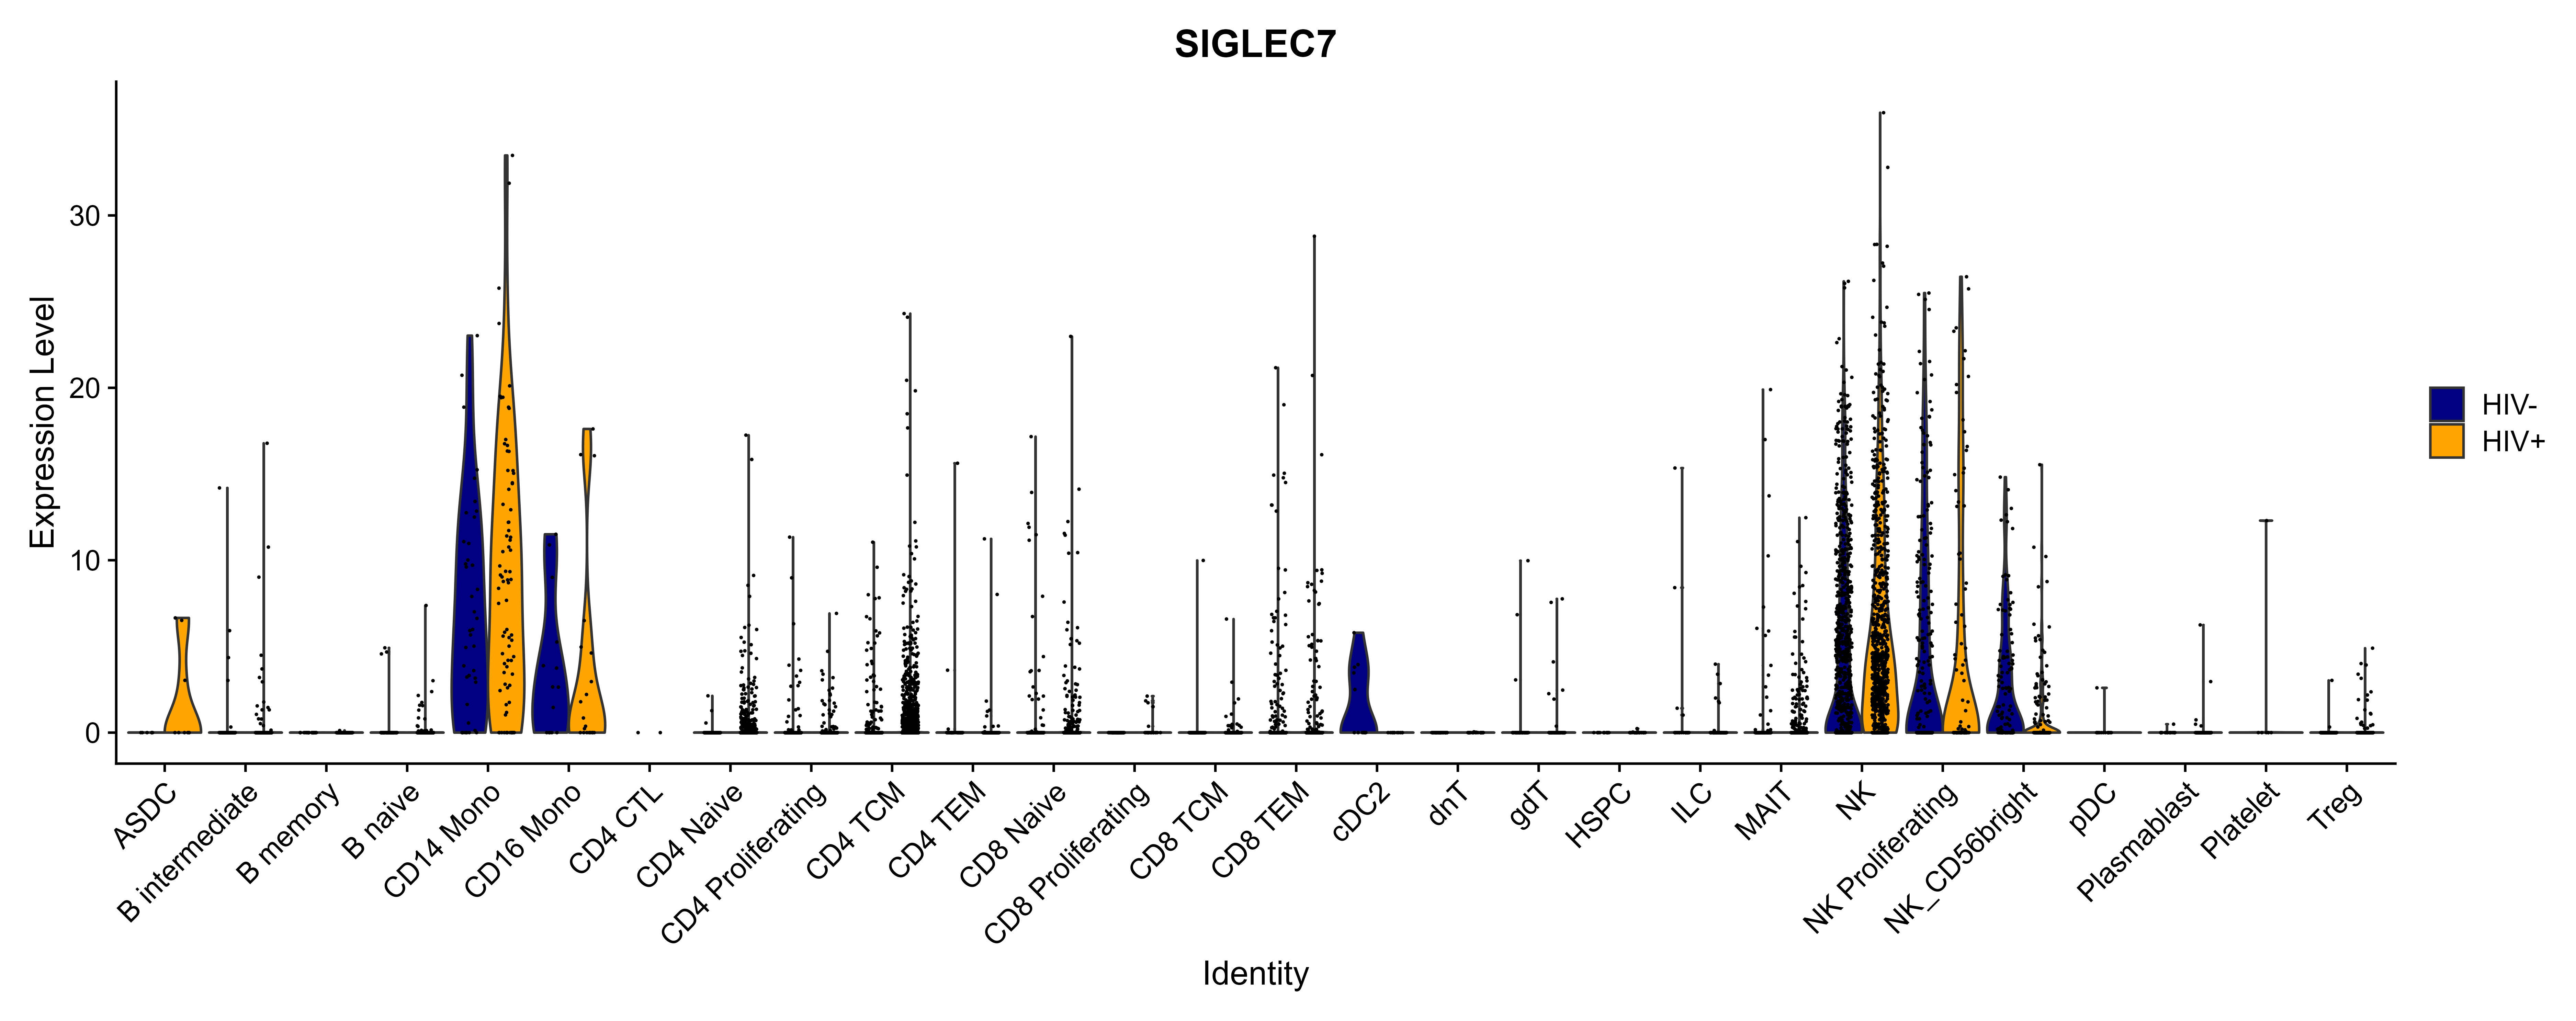 SIGLEC7
Expression Level
30
20
10
0
HIV-
HIV+
ASDC
B intermediate
B memory
B naive
CD14 Mono
CD16 Mono
CD4 CTL
CD4 Naive
CD4 Proliferating
CD4 TCM
CD4 TEM
CD8 Naive
CD8 Proliferating
CD8 TCM
CD8 TEM
cDC2
dnT
gdT
HSPC
ILC
MAIT
NK
NK Proliferating
NK_CD56bright
pDC
Plasmablast
Platelet
Treg
Identity